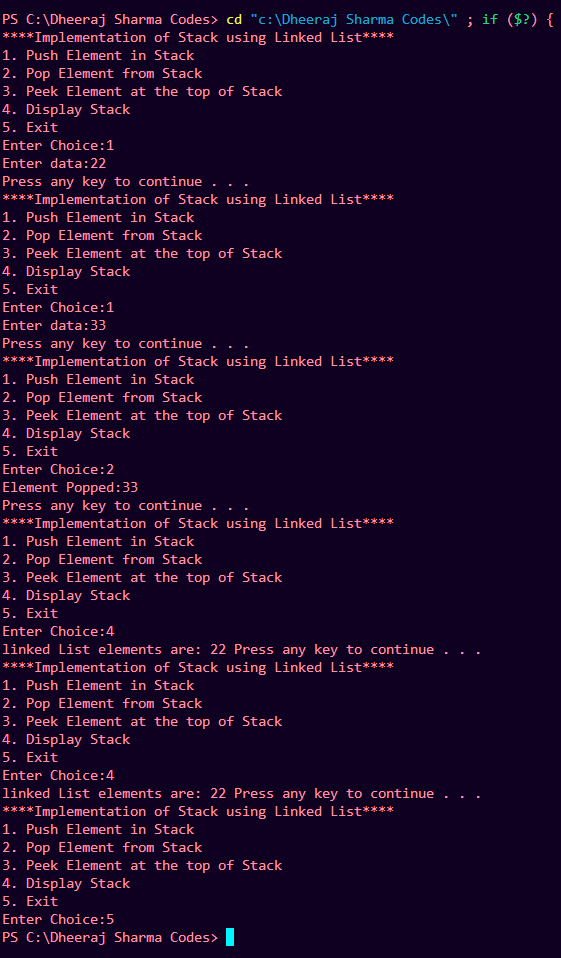 PS C:\Dheeraj Sharma Codes> cd "c:\Dheeraj Sharma Codes\" ; if ($?) {
****Implementation of Stack using Linked List****
1. Push Element in Stack
2. Pop Element from Stack
3. Peek Element at the top of Stack
4. Display Stack
5. Exit
Enter Choice:1
Enter data:22
Press any key to continue . . .
****Implementation of Stack using Linked List****
1. Push Element in Stack
2. Pop Element from Stack
3. Peek Element at the top of Stack
4. Display Stack
5. Exit
Enter Choice:1
Enter data:33
Press any key to continue . . .
****Implementation of Stack using Linked List****
1. Push Element in Stack
2. Pop Element from Stack
3. Peek Element at the top of Stack
4. Display Stack
5. Exit
Enter Choice:2
Element Popped:33
Press any key to continue . . .
****Implementation of Stack using Linked List****
1. Push Element in Stack
2. Pop Element from Stack
3. Peek Element at the top of Stack
4. Display Stack
5. Exit
Enter Choice:4
linked List elements are: 22 Press any key to continue . . .
****Implementation of Stack using Linked List****
1. Push Element in Stack
2. Pop Element from Stack
3. Peek Element at the top of Stack
4. Display Stack
5. Exit
Enter Choice:4
linked List elements are: 22 Press any key to continue . . .
****Implementation of Stack using Linked List****
1. Push Element in Stack
2. Pop Element from Stack
3. Peek Element at the top of Stack
4. Display Stack
5. Exit
Enter Choice:5
PS C:\Dheeraj Sharma Codes>